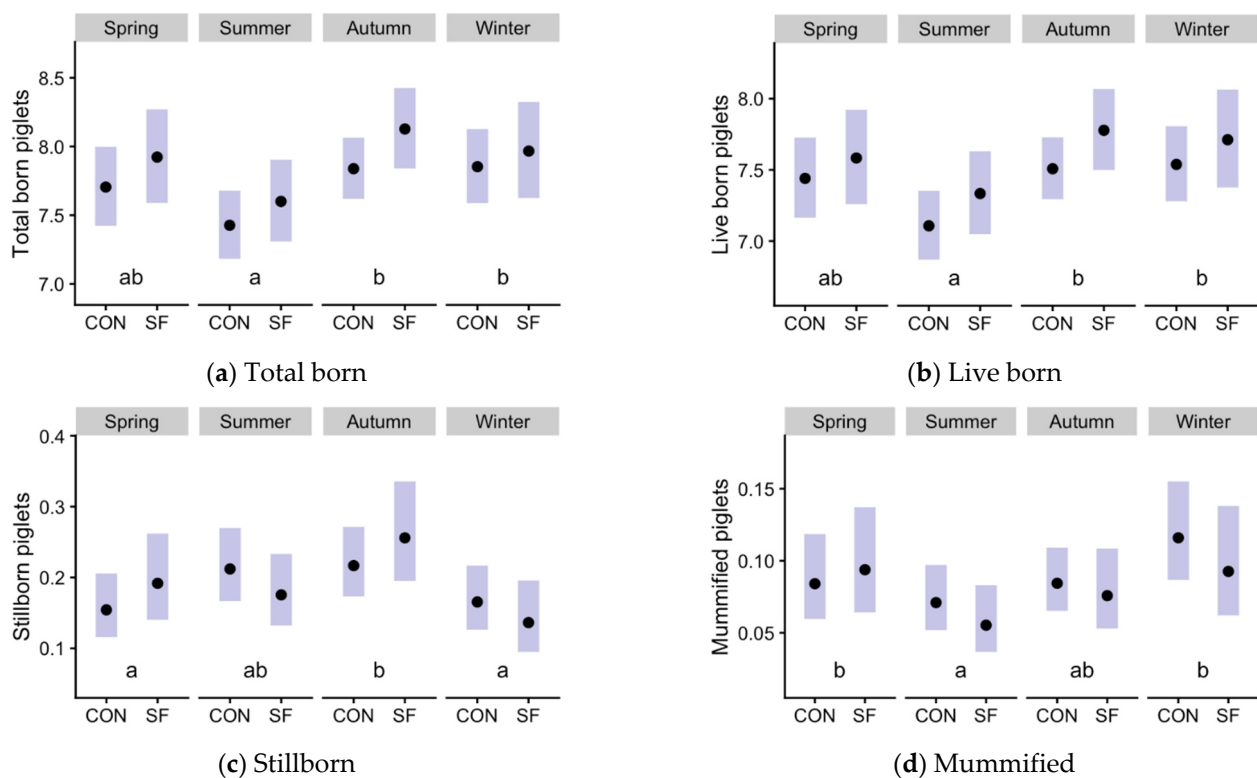 Spring Summer Autumn Winter
Total born piglets
8.5
8.0
7.5
7.0
ab a b b
CON SF CON SF CON SF CON SF
(a) Total born
Spring Summer Autumn Winter
Live born piglets
8.0
7.5
7.0
ab a b b
CON SF CON SF CON SF CON SF
(b) Live born
Spring Summer Autumn Winter
Stillborn piglets
0.4
0.3
0.2
0.1
a ab b a
CON SF CON SF CON SF CON SF
(c) Stillborn
Spring Summer Autumn Winter
Mummified piglets
0.15
0.10
0.05
b a ab b
CON SF CON SF CON SF CON SF
(d) Mummified